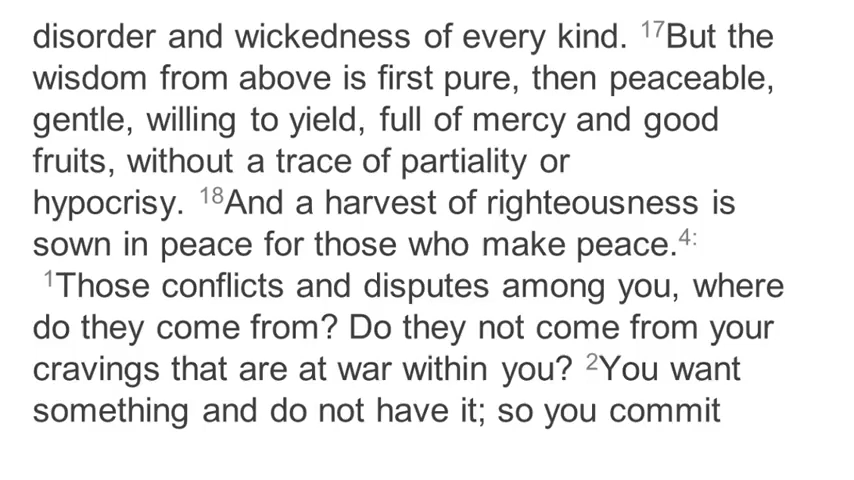 disorder and wickedness of every kind. 17But the
wisdom from above is first pure, then peaceable,
gentle, willing to yield, full of mercy and good
fruits, without a trace of partiality or
hypocrisy. 18And a harvest of righteousness is
sown in peace for those who make peace.4:
1Those conflicts and disputes among you, where
do they come from? Do they not come from your
cravings that are at war within you? 2You want
something and do not have it; so you commit